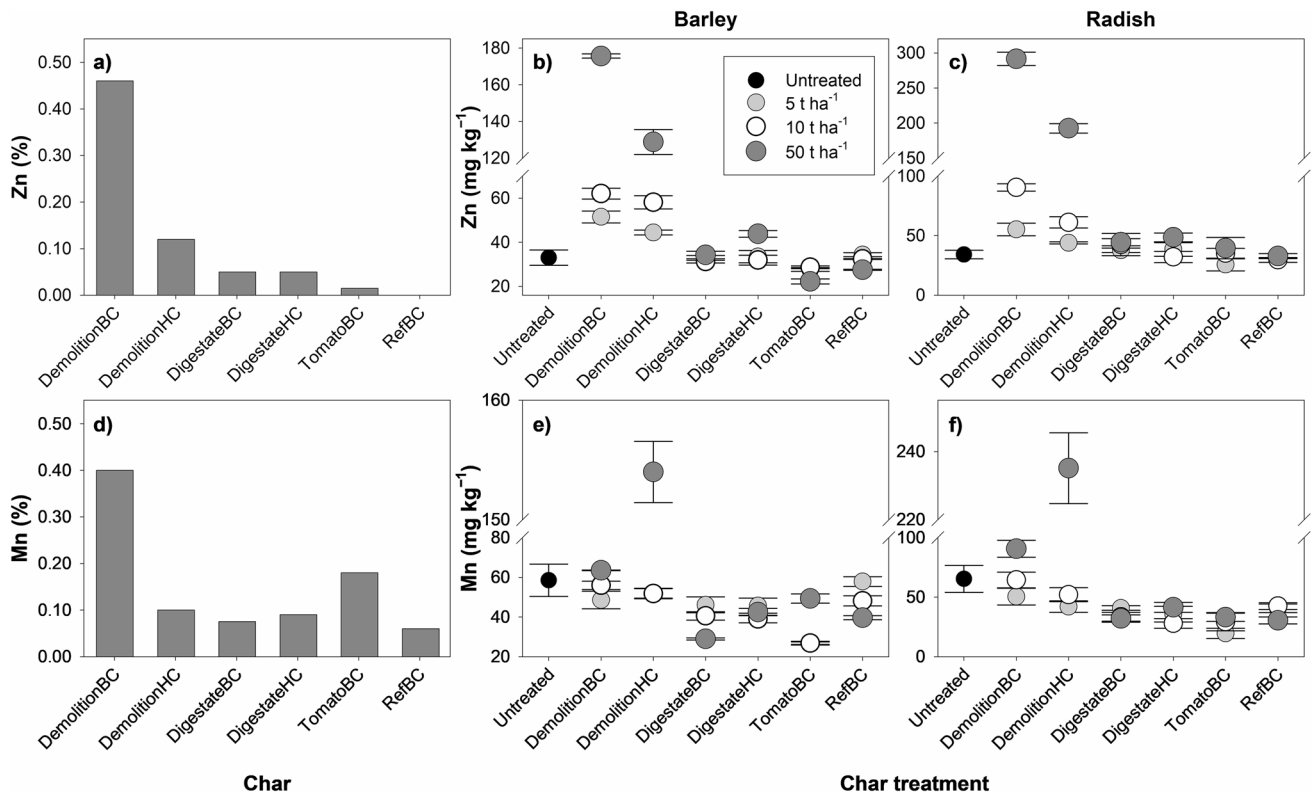 Barley
Radish
a)
Zn (%)
0.50
0.40
0.30
0.20
0.10
0.00
DemolitionBC
DemolitionHC
DigestateBC
DigestateHC
TomatoBC
RefBC
b)
Zn (mg kg⁻¹)
180
160
140
120
60
40
20
Untreated
5 t ha⁻¹
10 t ha⁻¹
50 t ha⁻¹
Untreated
DemolitionBC
DemolitionHC
DigestateBC
DigestateHC
TomatoBC
RefBC
c)
300
250
200
150
100
50
0
Untreated
DemolitionBC
DemolitionHC
DigestateBC
DigestateHC
TomatoBC
RefBC
d)
Mn (%)
0.50
0.40
0.30
0.20
0.10
0.00
DemolitionBC
DemolitionHC
DigestateBC
DigestateHC
TomatoBC
RefBC
e)
Mn (mg kg⁻¹)
160
150
80
60
40
20
Untreated
DemolitionBC
DemolitionHC
DigestateBC
DigestateHC
TomatoBC
RefBC
f)
240
220
100
50
0
Untreated
DemolitionBC
DemolitionHC
DigestateBC
DigestateHC
TomatoBC
RefBC
Char
Char treatment